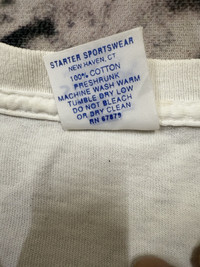 STARTER SPORTSWEAR
NEW HAVEN, CT.
100% COTTON
PRESHRUNK
MACHINE WASH WARM
TUMBLE DRY LOW
DO NOT BLEACH
OR DRY CLEAN
RN 67879